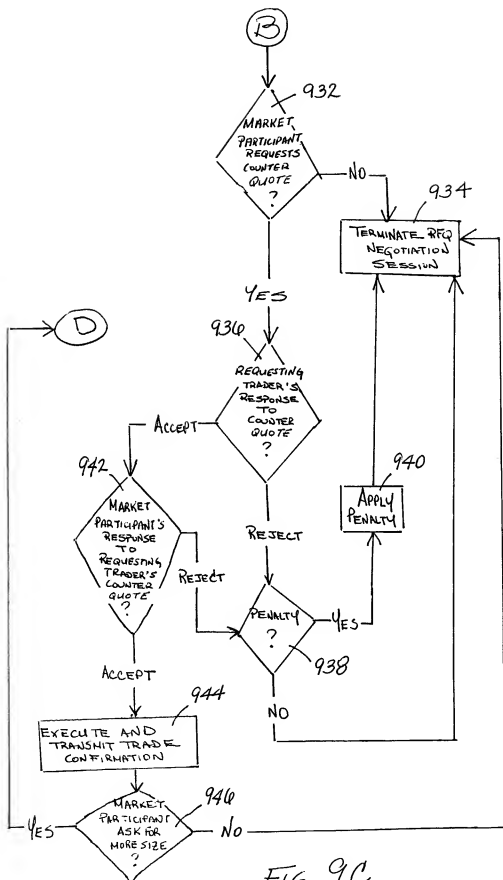 B
932
MARKET
PARTICIPANT
REQUESTS
COUNTER
QUOTE
?
NO
934
TERMINATE RFQ
NEGOTIATION
SESSION
YES
D
936
REQUESTING
TRADER'S
RESPONSE
TO
COUNTER
QUOTE
?
ACCEPT
REJECT
942
MARKET
PARTICIPANT'S
RESPONSE
TO
REQUESTING
TRADER'S
COUNTER
QUOTE
?
REJECT
940
APPLY
PENALTY
PENALTY
?
YES
938
NO
ACCEPT
944
EXECUTE AND
TRANSMIT TRADE
CONFIRMATION
946
MARKET
PARTICIPANT
ASK FOR
MORE SIZE
?
YES
NO
FIG. 9C